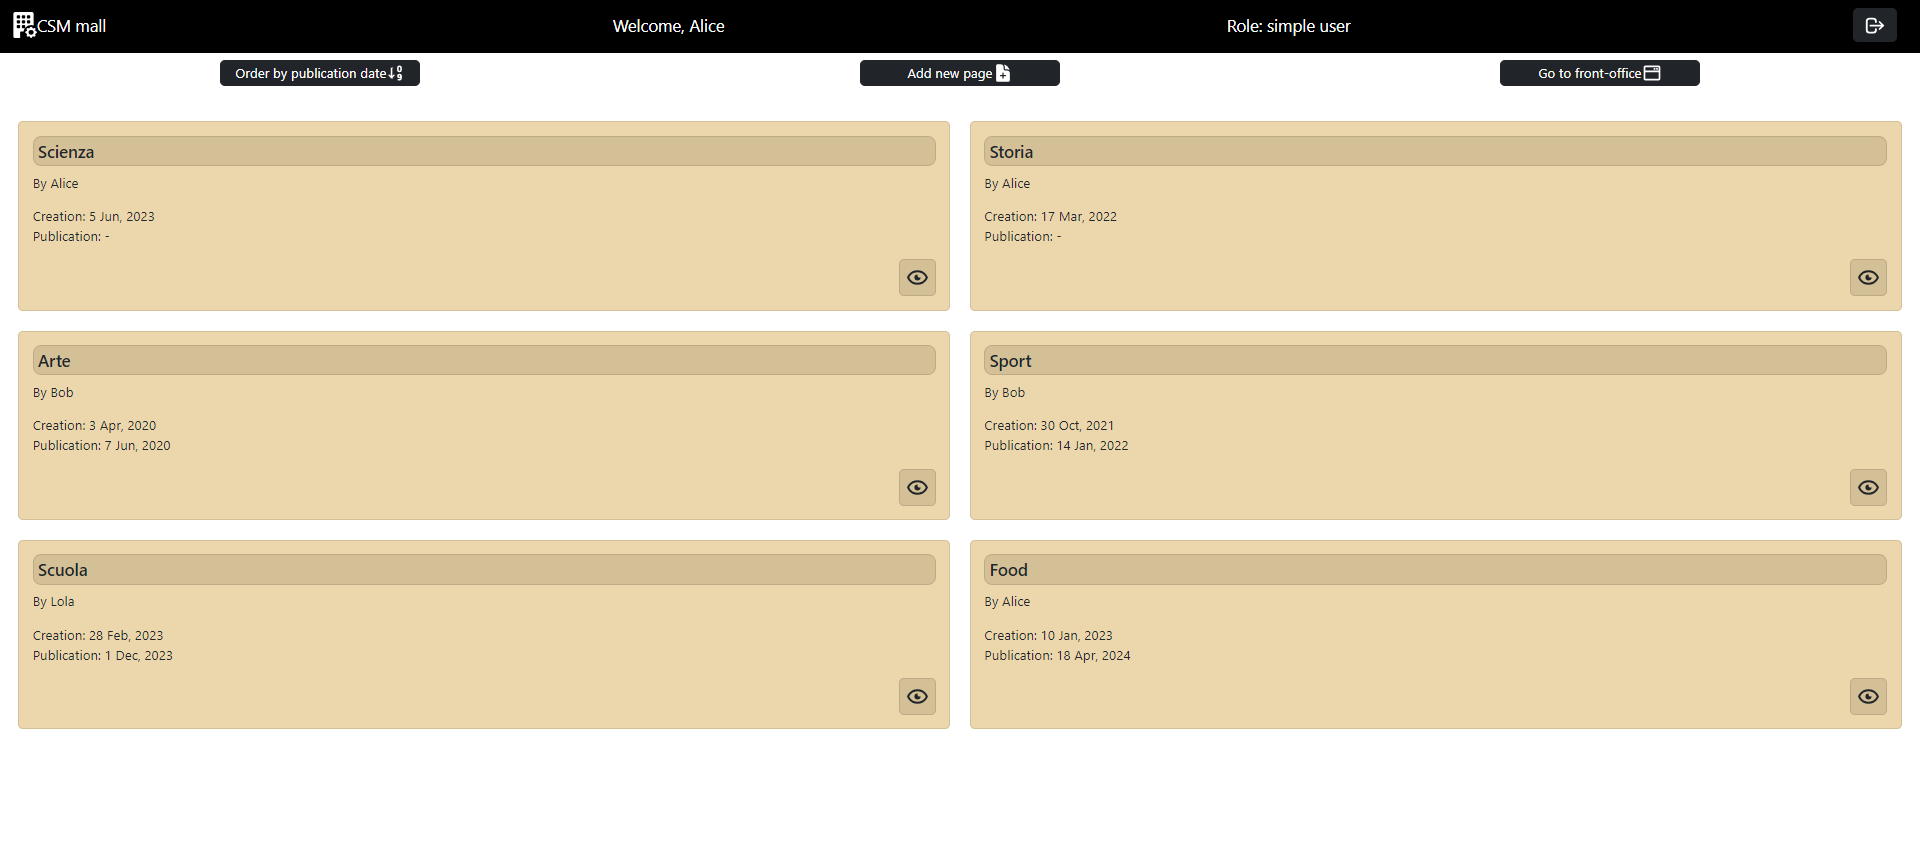 CSM mall
Welcome, Alice
Role: simple user
Order by publication date
Add new page
Go to front-office
Scienza
By Alice
Creation: 5 Jun, 2023
Publication: -
Storia
By Alice
Creation: 17 Mar, 2022
Publication: -
Arte
By Bob
Creation: 3 Apr, 2020
Publication: 7 Jun, 2020
Sport
By Bob
Creation: 30 Oct, 2021
Publication: 14 Jan, 2022
Scuola
By Lola
Creation: 28 Feb, 2023
Publication: 1 Dec, 2023
Food
By Alice
Creation: 10 Jan, 2023
Publication: 18 Apr, 2024